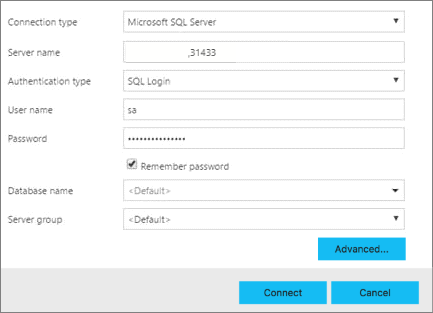 Connection type Microsoft SQL Server
Server name ,31433
Authentication type SQL Login
User name sa
Password ••••••••••••••
Remember password
Database name <Default>
Server group <Default>
Advanced...
Connect Cancel